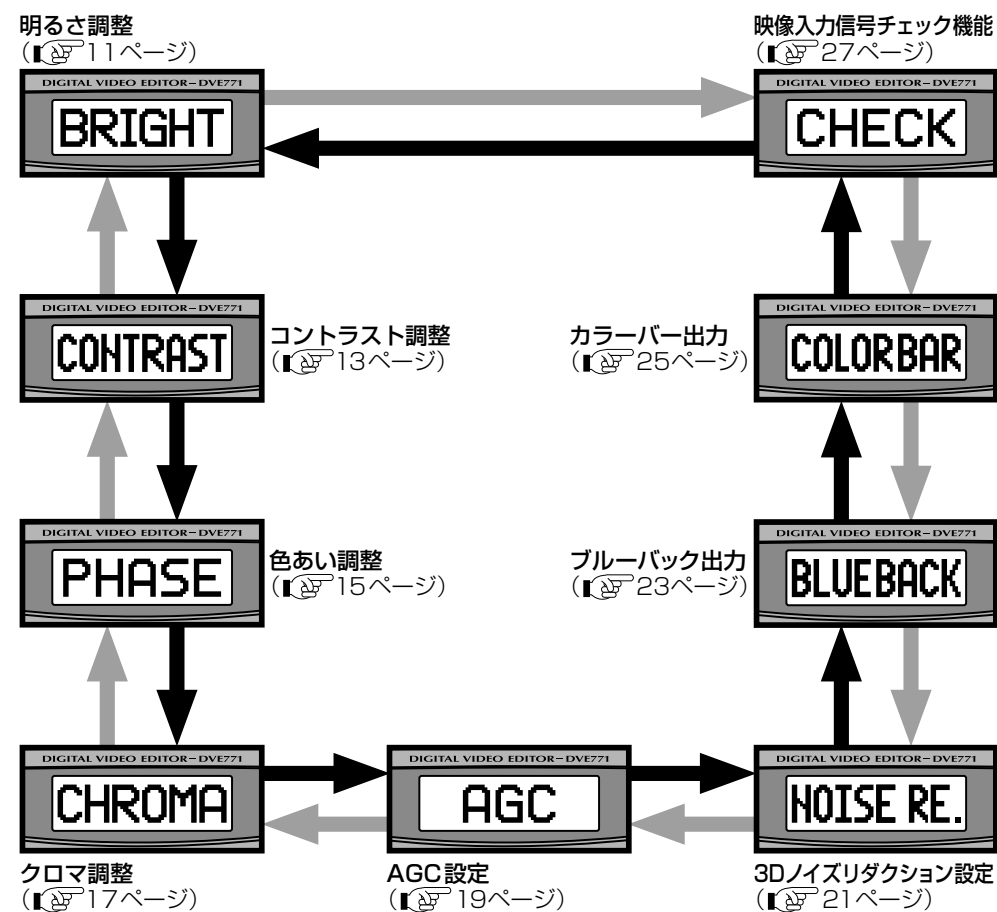 明るさ調整
(☞11ページ)
DIGITAL VIDEO EDITOR-DVE771
BRIGHT
映像入力信号チェック機能
(☞27ページ)
DIGITAL VIDEO EDITOR-DVE771
CHECK
DIGITAL VIDEO EDITOR-DVE771
CONTRAST
コントラスト調整
(☞13ページ)
カラーバー出力
(☞25ページ)
DIGITAL VIDEO EDITOR-DVE771
COLORBAR
DIGITAL VIDEO EDITOR-DVE771
PHASE
色あい調整
(☞15ページ)
ブルーバック出力
(☞23ページ)
DIGITAL VIDEO EDITOR-DVE771
BLUEBACK
DIGITAL VIDEO EDITOR-DVE771
CHROMA
クロマ調整
(☞17ページ)
DIGITAL VIDEO EDITOR-DVE771
AGC
AGC設定
(☞19ページ)
DIGITAL VIDEO EDITOR-DVE771
NOISE RE.
3Dノイズリダクション設定
(☞21ページ)